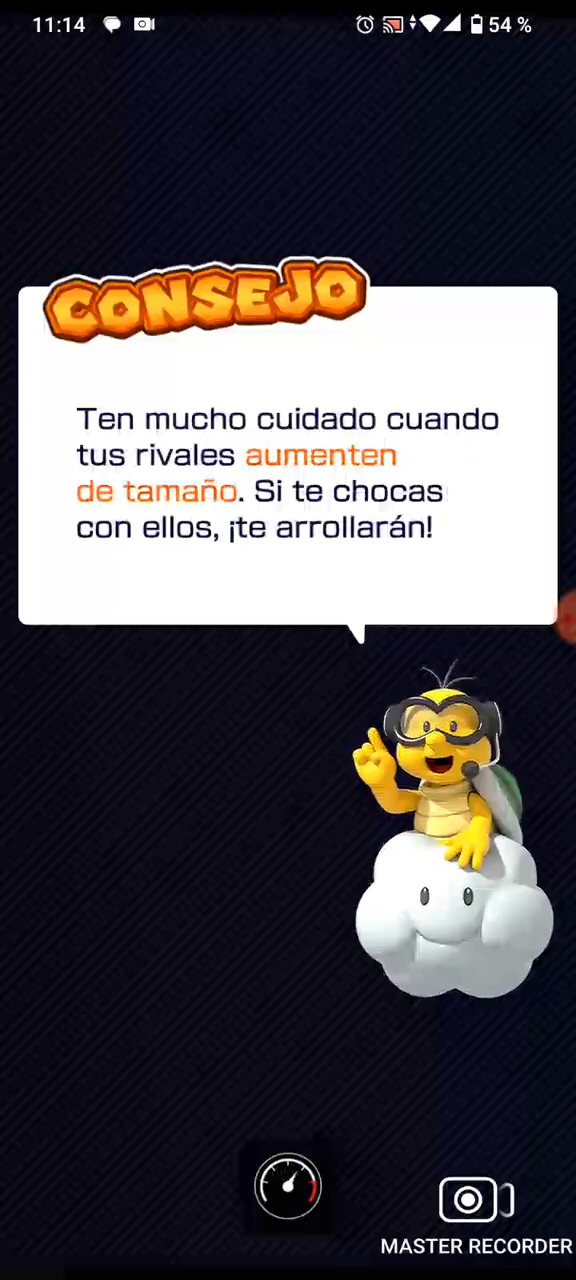 11:14
54 %
CONSEJO
Ten mucho cuidado cuando
tus rivales aumenten
de tamaño. Si te chocas
con ellos, ¡te arrollarán!
MASTER RECORDER